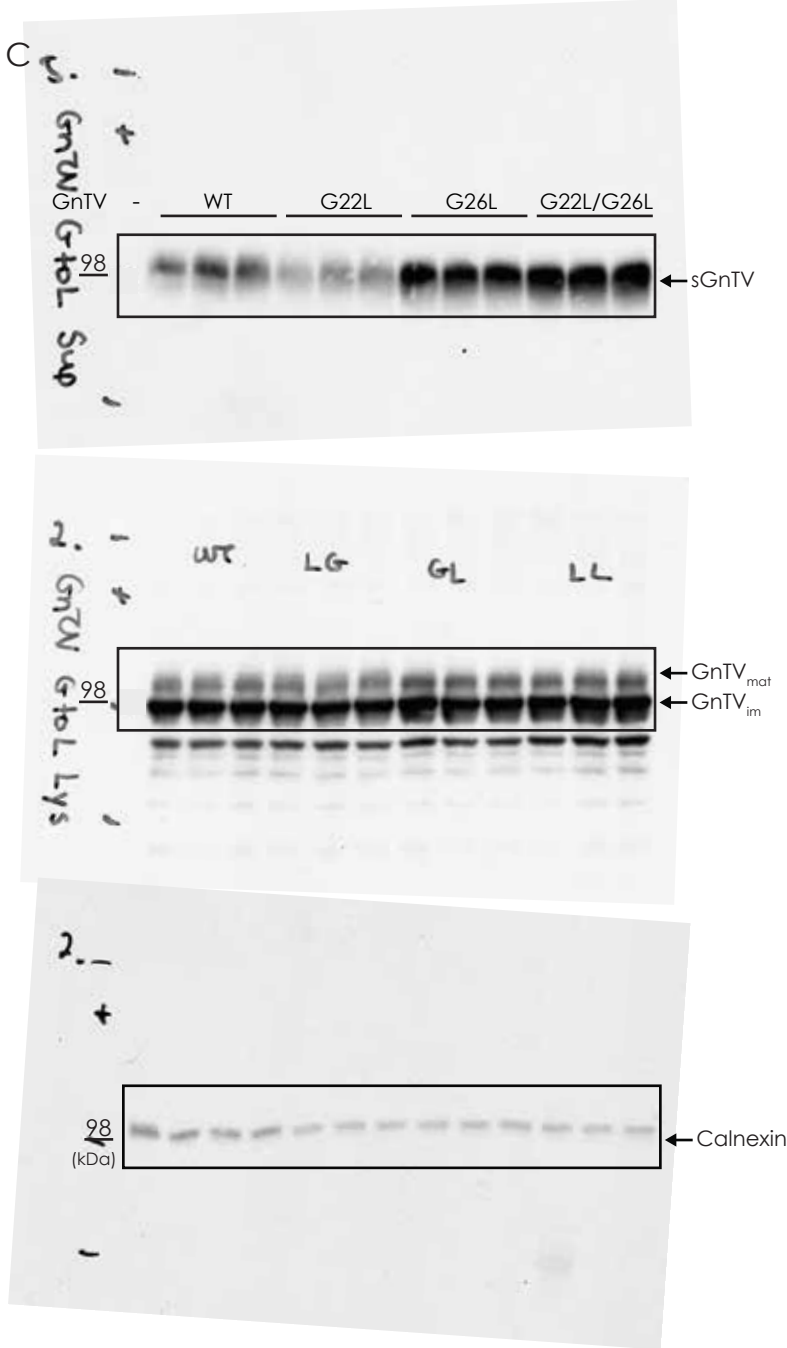 C
5. - +
GnTV G to L Sup
GnTV - WT G22L G26L G22L/G26L
98
sGnTV
2. - +
GnTV G to L Lys
WT LG GL LL
GnTVmat
98
GnTVim
2. -
+
98
(kDa)
Calnexin
-